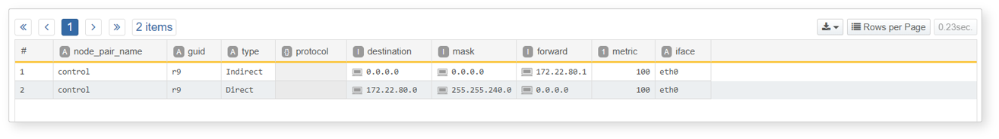 « ‹ 1 › » 2 items Rows per Page 0.23sec.
# A node_pair_name A guid A type {} protocol I destination I mask I forward 1 metric A iface
1 control r9 Indirect 0.0.0.0 0.0.0.0 172.22.80.1 100 eth0
2 control r9 Direct 172.22.80.0 255.255.240.0 0.0.0.0 100 eth0